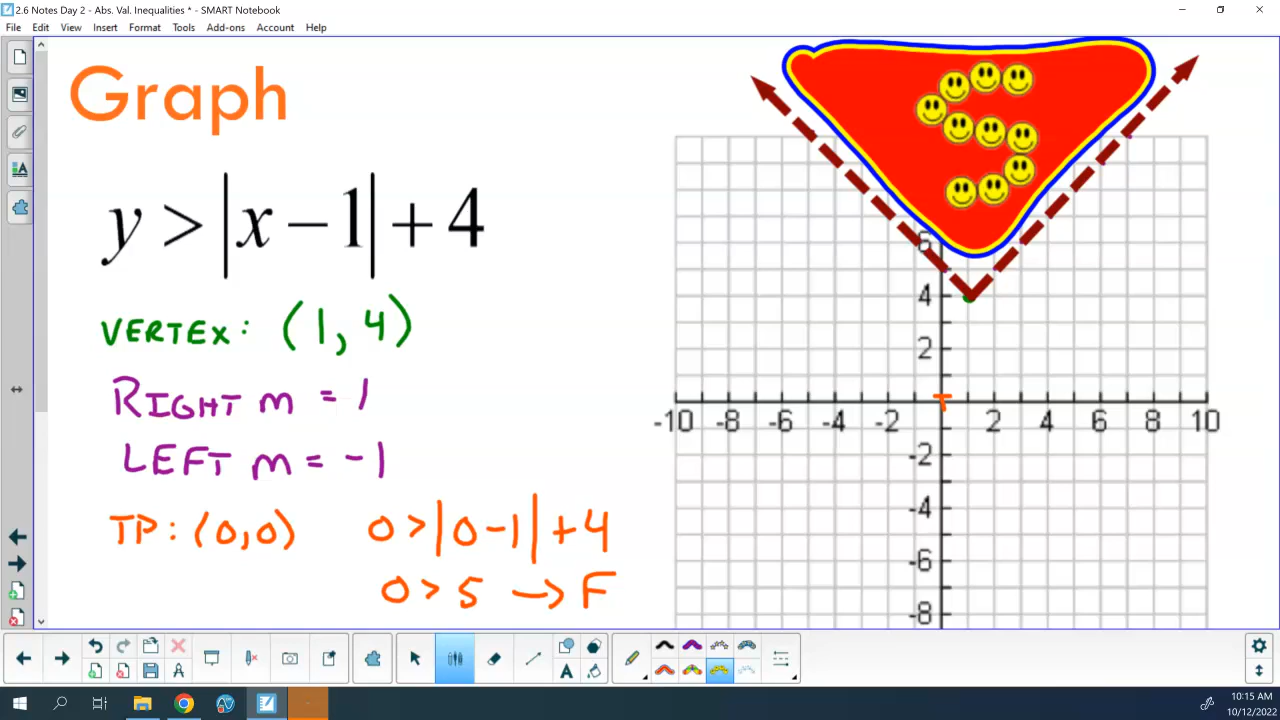 2.6 Notes Day 2 - Abs. Val. Inequalities * - SMART Notebook
File Edit View Insert Format Tools Add-ons Account Help
Graph
y > |x − 1| + 4
VERTEX: (1, 4)
RIGHT m = 1
LEFT m = -1
TP: (0,0) 0 > |0 - 1| + 4
0 > 5 → F
6
4
2
-10 -8 -6 -4 -2 2 4 6 8 10
-2
-4
-6
-8
10:15 AM
10/12/2022